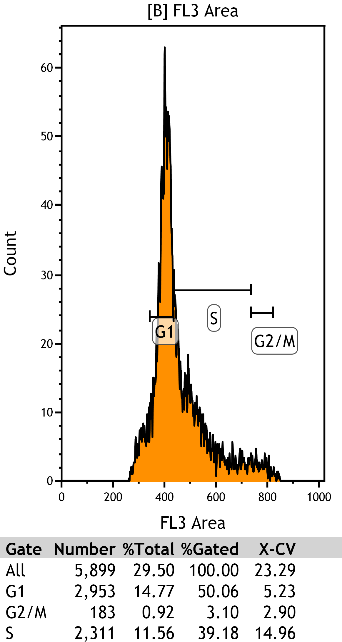 [B] FL3 Area
60
50
40
30
20
10
0
Count
G1
S
G2/M
0 200 400 600 800 1000
FL3 Area
Gate Number %Total %Gated X-CV
All 5,899 29.50 100.00 23.29
G1 2,953 14.77 50.06 5.23
G2/M 183 0.92 3.10 2.90
S 2,311 11.56 39.18 14.96